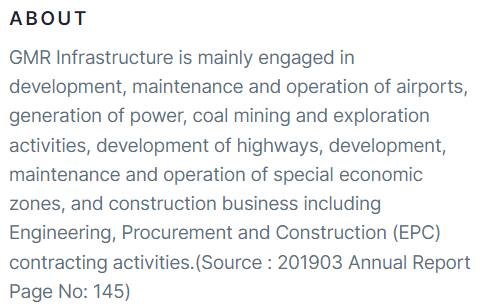 ABOUT
GMR Infrastructure is mainly engaged in
development, maintenance and operation of airports,
generation of power, coal mining and exploration
activities, development of highways, development,
maintenance and operation of special economic
zones, and construction business including
Engineering, Procurement and Construction (EPC)
contracting activities.(Source : 201903 Annual Report
Page No: 145)